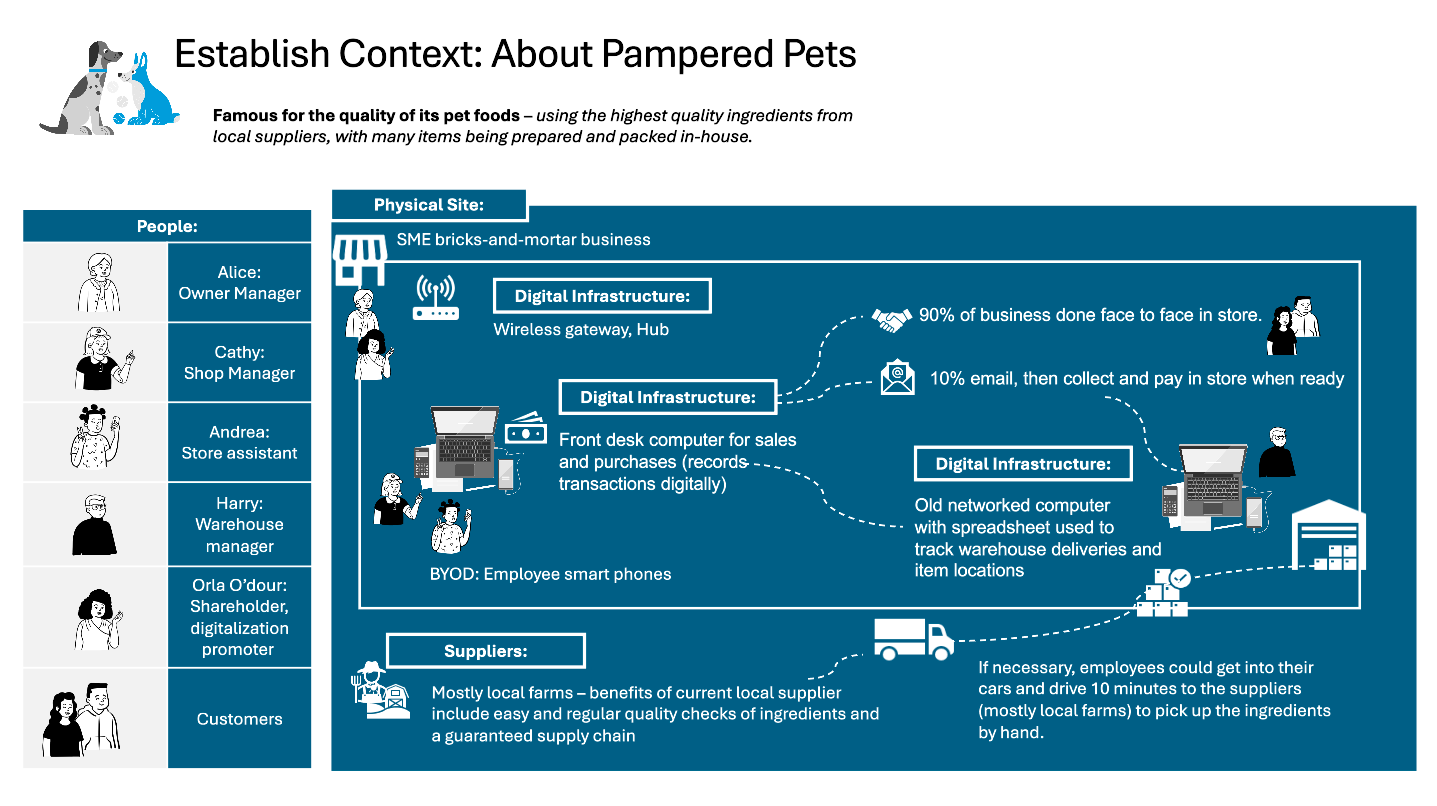 Establish Context: About Pampered Pets
Famous for the quality of its pet foods – using the highest quality ingredients from
local suppliers, with many items being prepared and packed in-house.
People:
Alice:
Owner Manager
Cathy:
Shop Manager
Andrea:
Store assistant
Harry:
Warehouse
manager
Orla O’dour:
Shareholder,
digitalization
promoter
Customers
Physical Site:
SME bricks-and-mortar business
Digital Infrastructure:
Wireless gateway, Hub
90% of business done face to face in store.
@
10% email, then collect and pay in store when ready
Digital Infrastructure:
Front desk computer for sales
and purchases (records
transactions digitally)
BYOD: Employee smart phones
Digital Infrastructure:
Old networked computer
with spreadsheet used to
track warehouse deliveries and
item locations
Suppliers:
Mostly local farms – benefits of current local supplier
include easy and regular quality checks of ingredients and
a guaranteed supply chain
If necessary, employees could get into their
cars and drive 10 minutes to the suppliers
(mostly local farms) to pick up the ingredients
by hand.